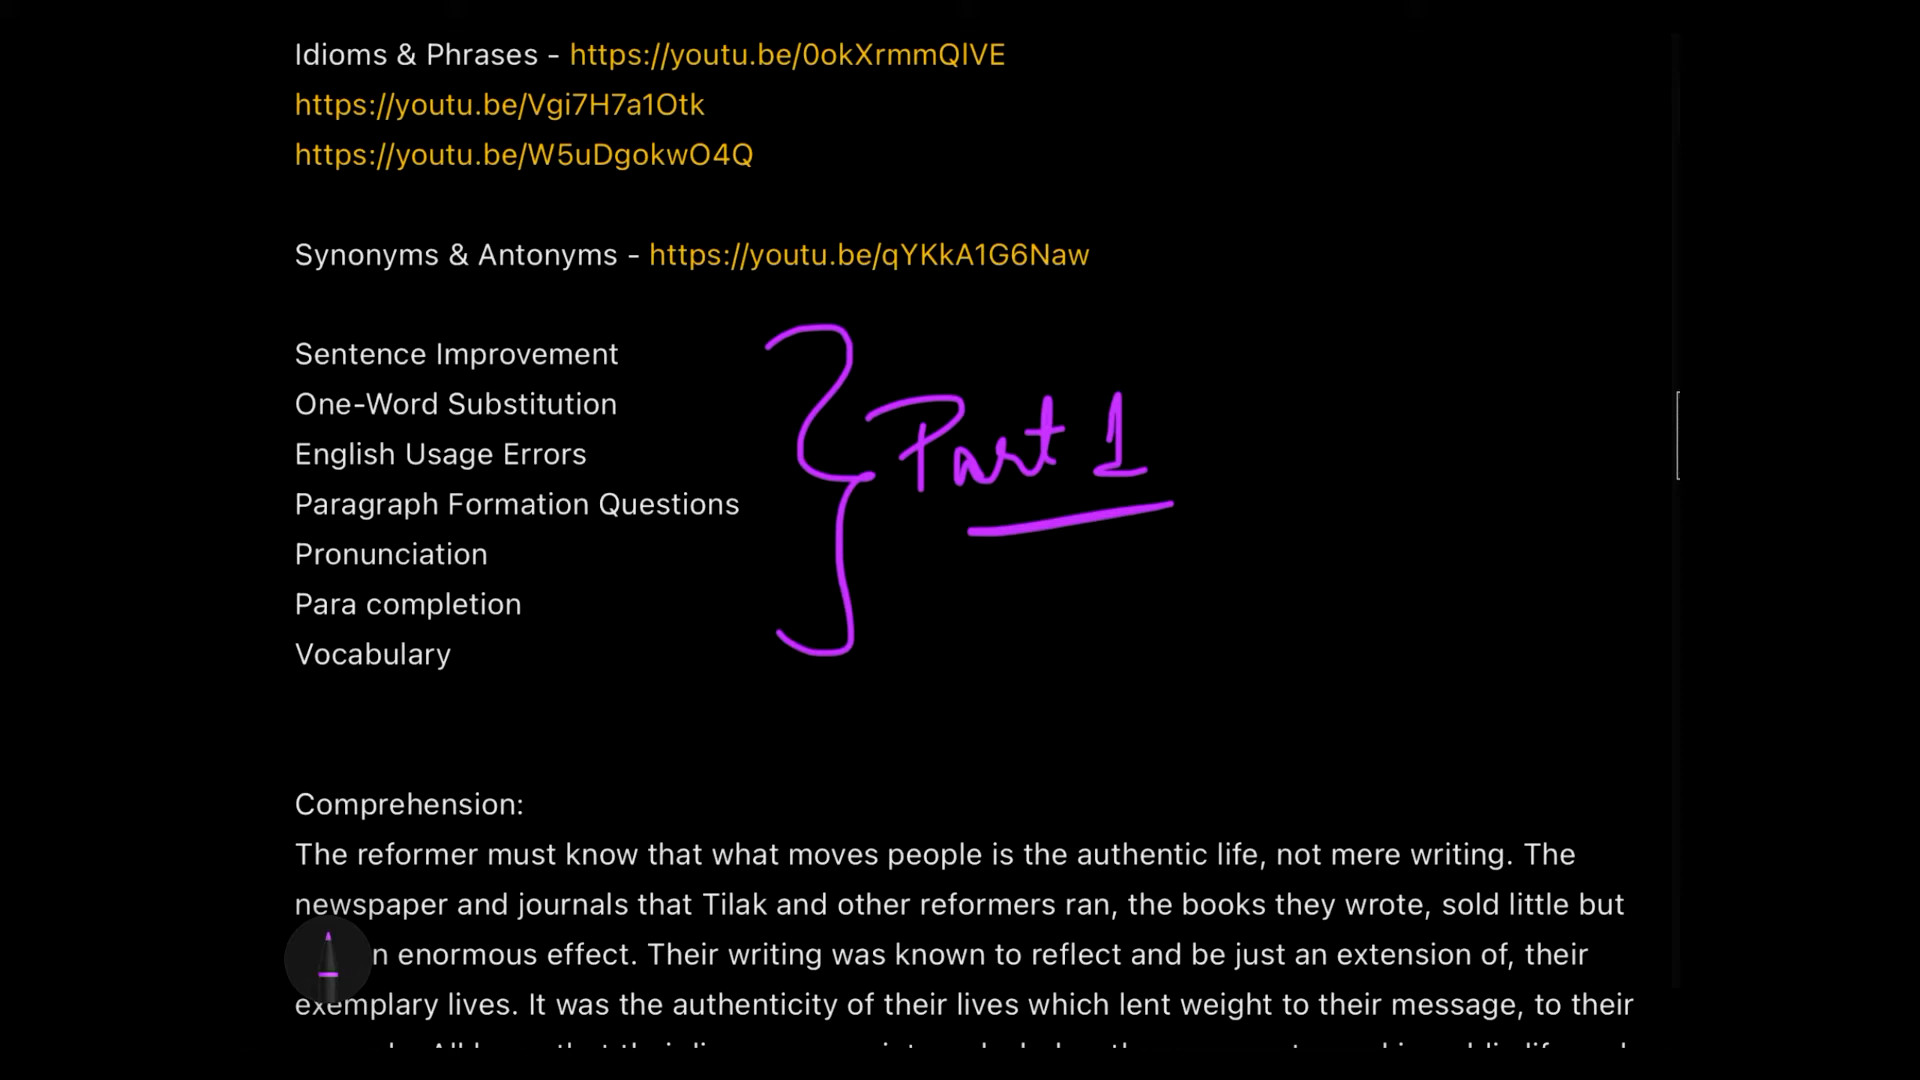 Idioms & Phrases - https://youtu.be/0okXrmmQlVE
https://youtu.be/Vgi7H7a1Otk
https://youtu.be/W5uDgokwO4Q
Synonyms & Antonyms - https://youtu.be/qYKkA1G6Naw
Sentence Improvement
One-Word Substitution
English Usage Errors
Paragraph Formation Questions
Pronunciation
Para completion
Vocabulary
Part 1
Comprehension:
The reformer must know that what moves people is the authentic life, not mere writing. The
newspaper and journals that Tilak and other reformers ran, the books they wrote, sold little but
enormous effect. Their writing was known to reflect and be just an extension of, their
exemplary lives. It was the authenticity of their lives which lent weight to their message, to their